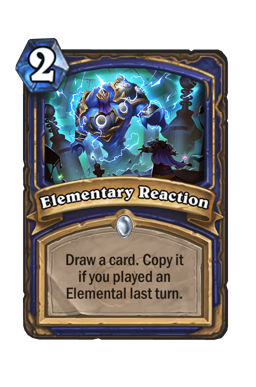 2
Elementary Reaction
Draw a card. Copy it
if you played an
Elemental last turn.